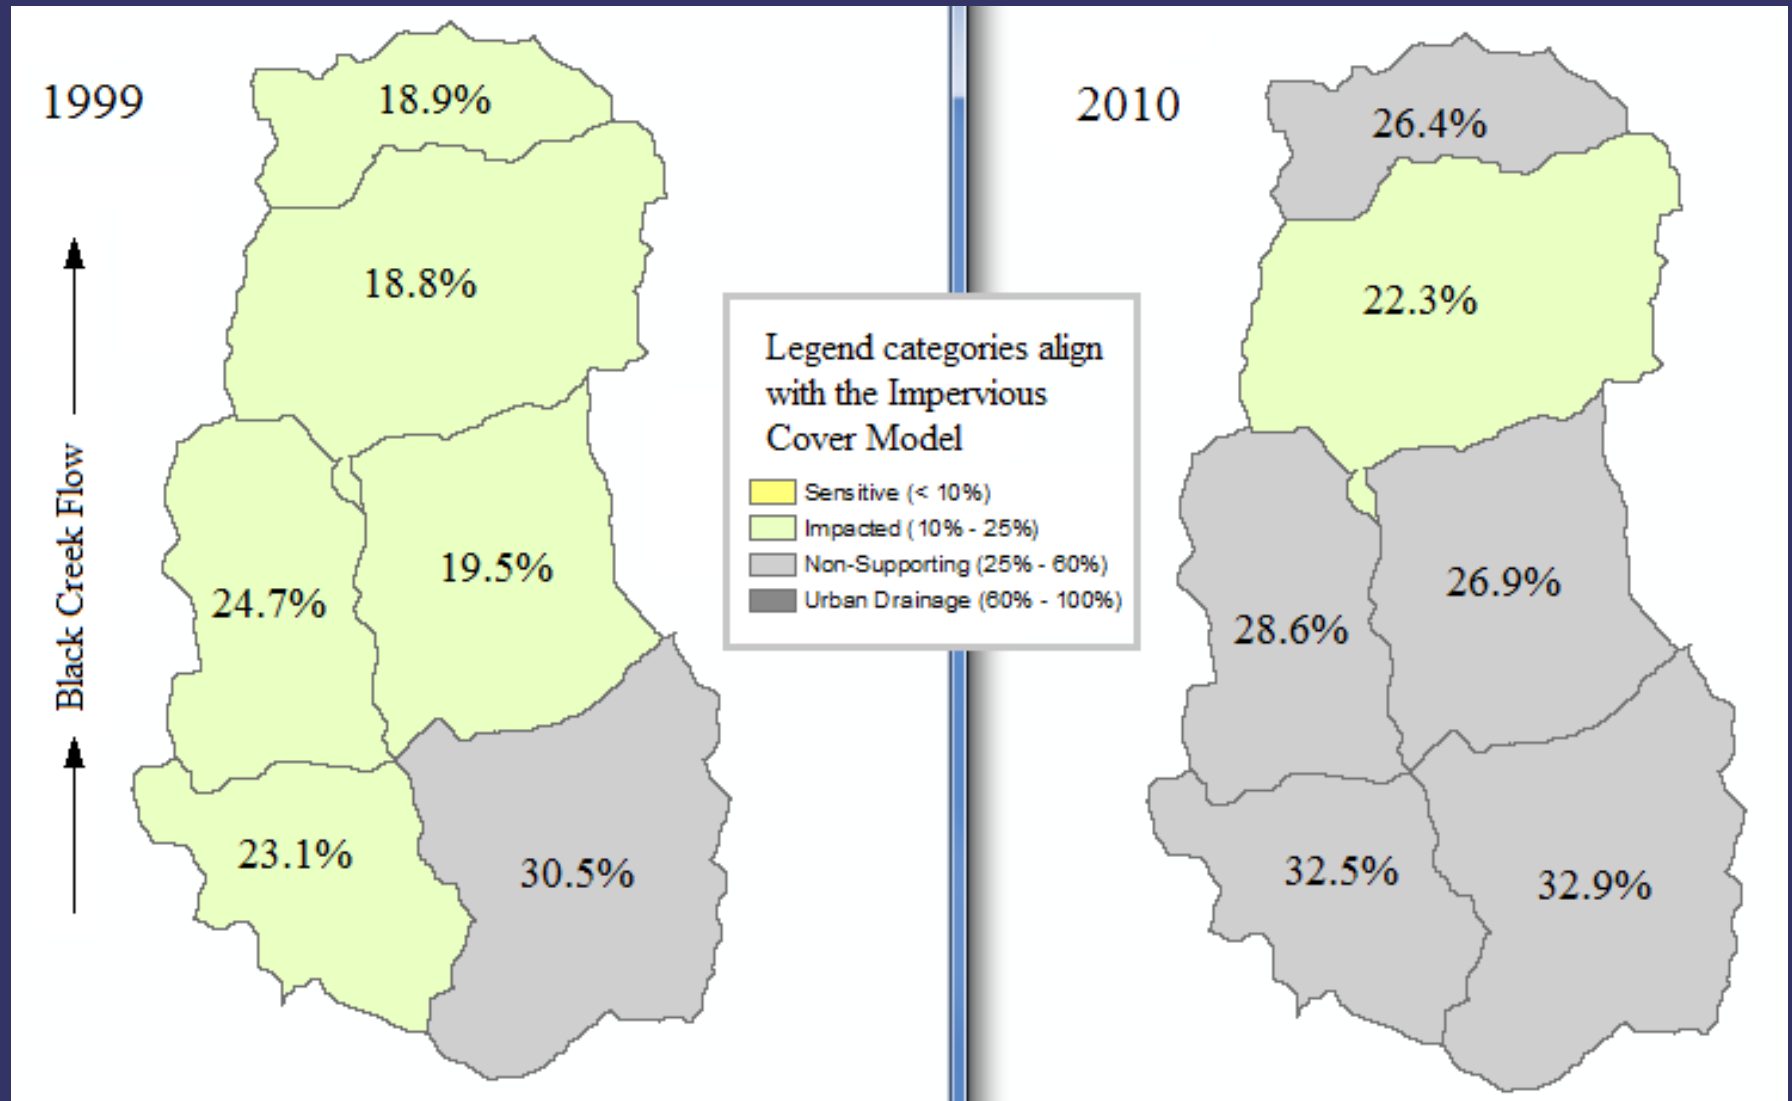 1999
18.9%
18.8%
24.7%
19.5%
23.1%
30.5%
Black Creek Flow
Legend categories align
with the Impervious
Cover Model
Sensitive (< 10%)
Impacted (10% - 25%)
Non-Supporting (25% - 60%)
Urban Drainage (60% - 100%)
2010
26.4%
22.3%
28.6%
26.9%
32.5%
32.9%